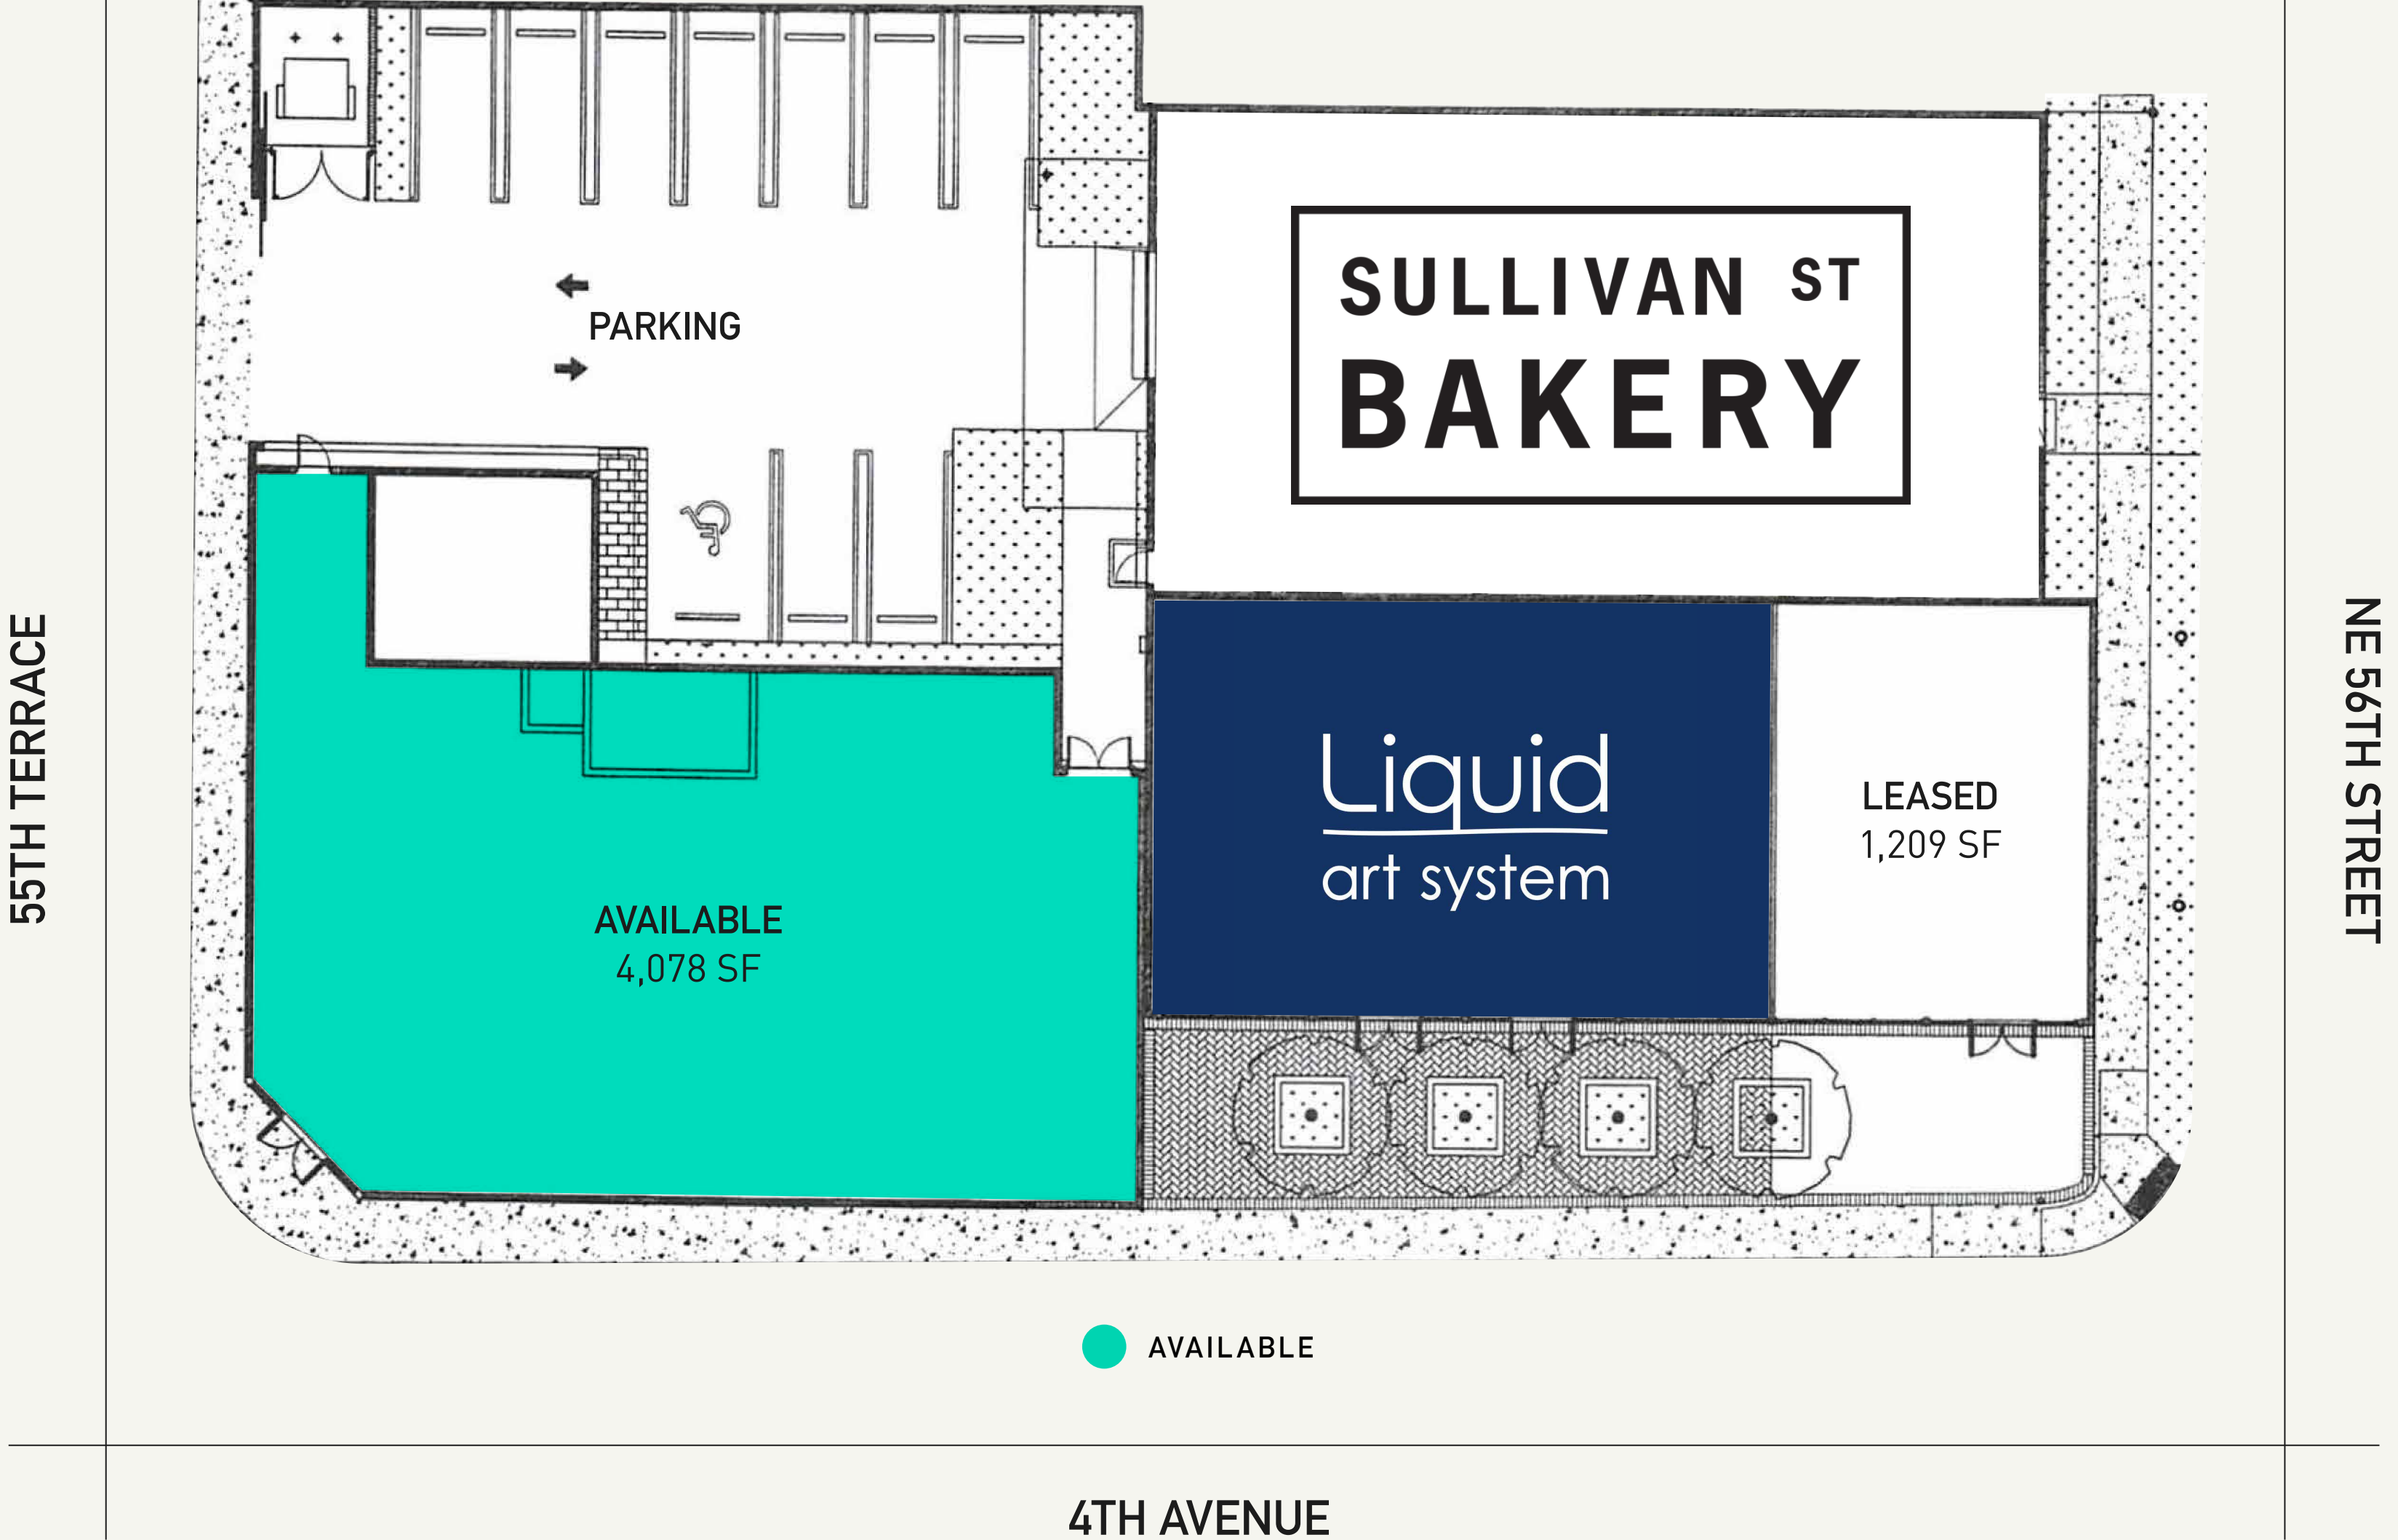 SULLIVAN ST
BAKERY
PARKING
55TH TERRACE
NE 56TH STREET
Liquid
art system
LEASED
1,209 SF
AVAILABLE
4,078 SF
AVAILABLE
4TH AVENUE